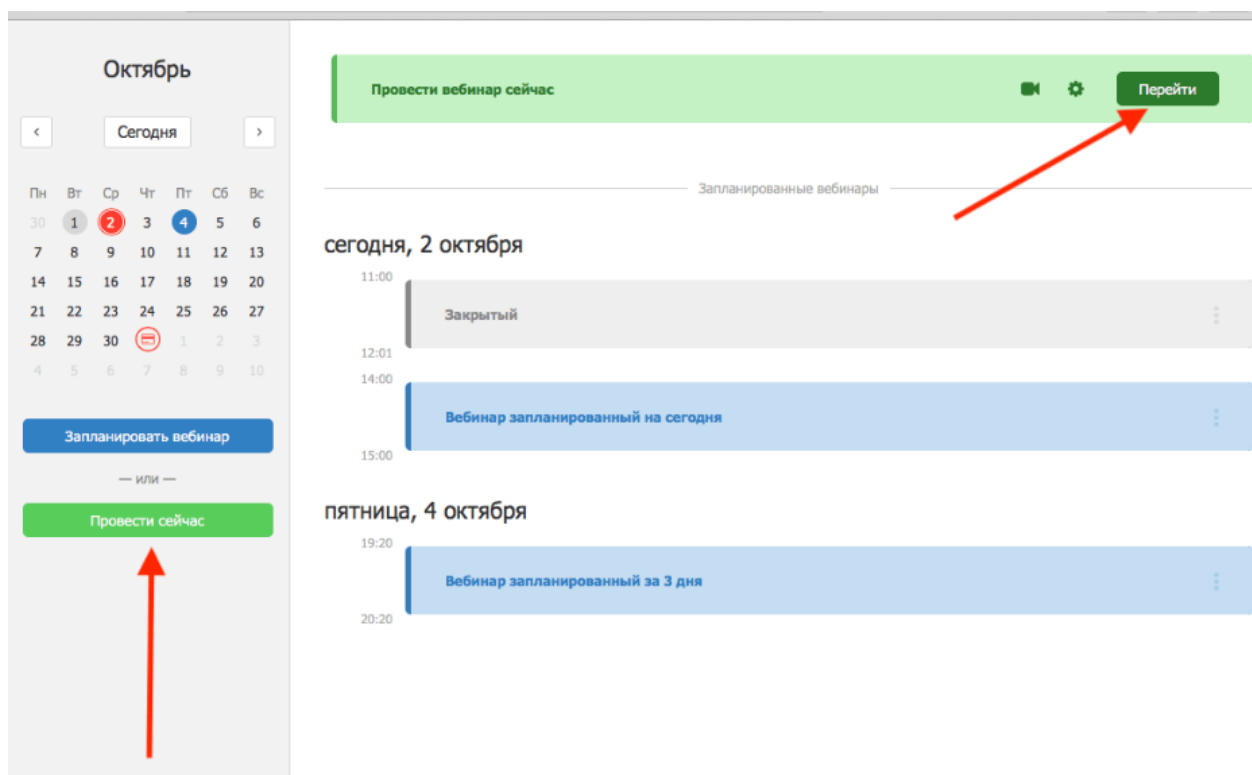 Октябрь
Сегодня
Пн Вт Ср Чт Пт Сб Вс
30 1 2 3 4 5 6
7 8 9 10 11 12 13
14 15 16 17 18 19 20
21 22 23 24 25 26 27
28 29 30 1 2 3
4 5 6 7 8 9 10
Запланировать вебинар
— или —
Провести сейчас
Провести вебинар сейчас
Перейти
Запланированные вебинары
сегодня, 2 октября
11:00
Закрытый
12:01
14:00
Вебинар запланированный на сегодня
15:00
пятница, 4 октября
19:20
Вебинар запланированный за 3 дня
20:20